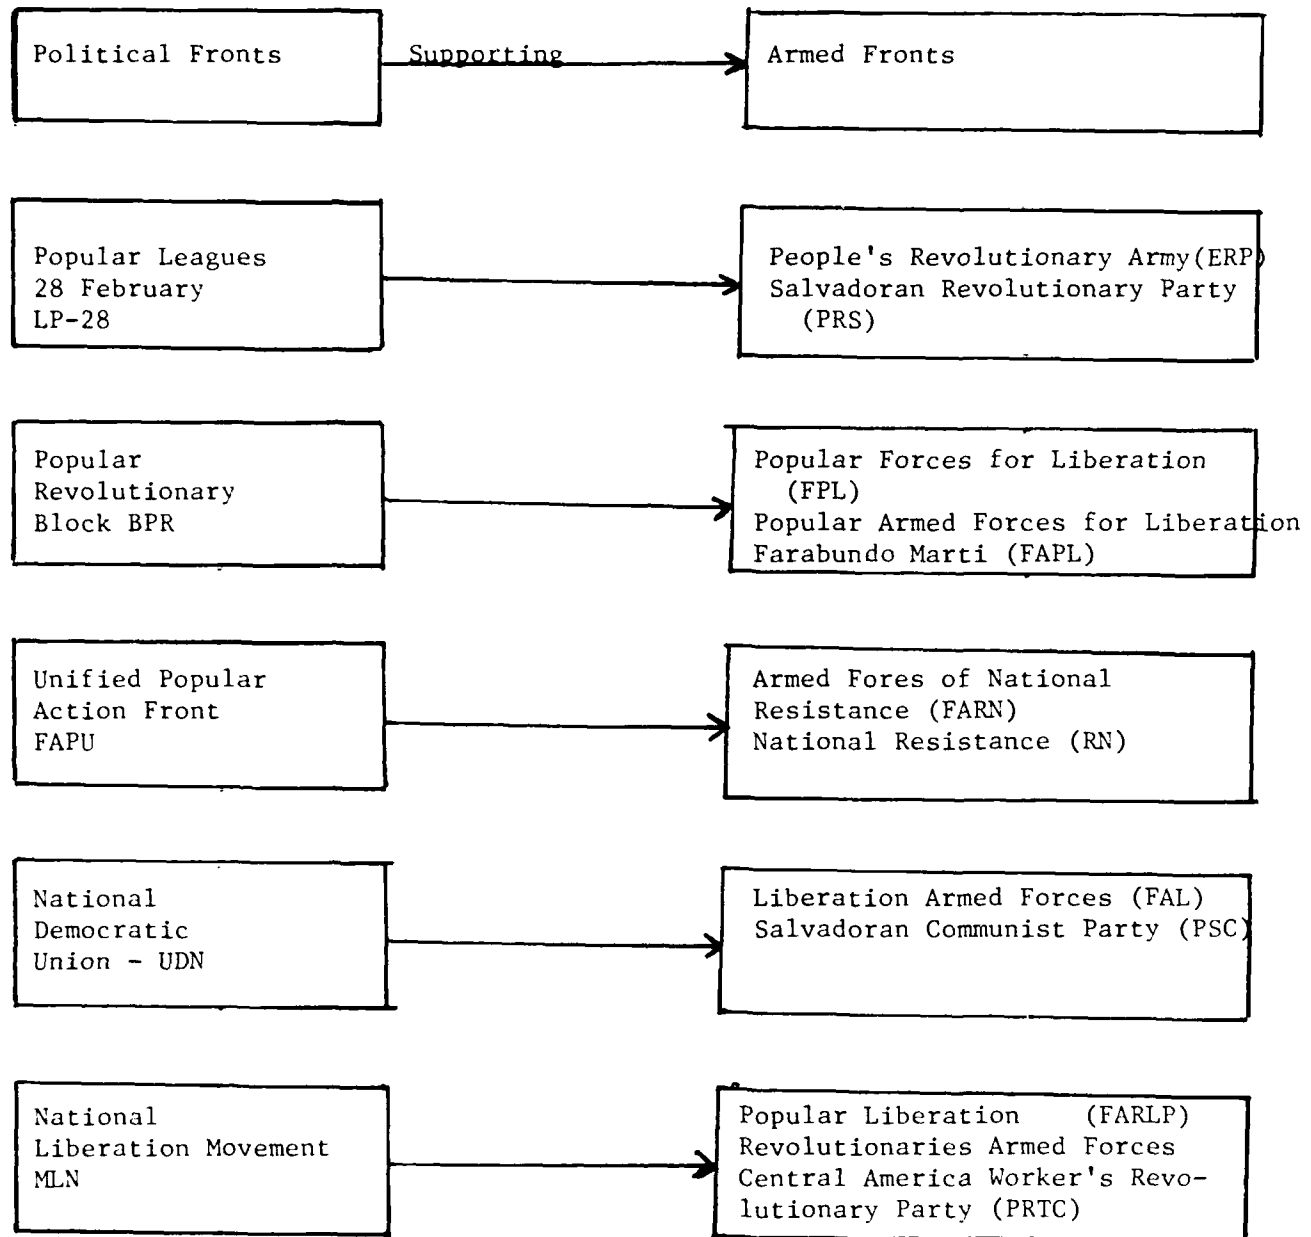 Political Fronts
Supporting
Armed Fronts
Popular Leagues
28 February
LP-28
People's Revolutionary Army(ERP)
Salvadoran Revolutionary Party
(PRS)
Popular
Revolutionary
Block BPR
Popular Forces for Liberation
(FPL)
Popular Armed Forces for Liberation
Farabundo Marti (FAPL)
Unified Popular
Action Front
FAPU
Armed Fores of National
Resistance (FARN)
National Resistance (RN)
National
Democratic
Union - UDN
Liberation Armed Forces (FAL)
Salvadoran Communist Party (PSC)
National
Liberation Movement
MLN
Popular Liberation (FARLP)
Revolutionaries Armed Forces
Central America Worker's Revo-
lutionary Party (PRTC)